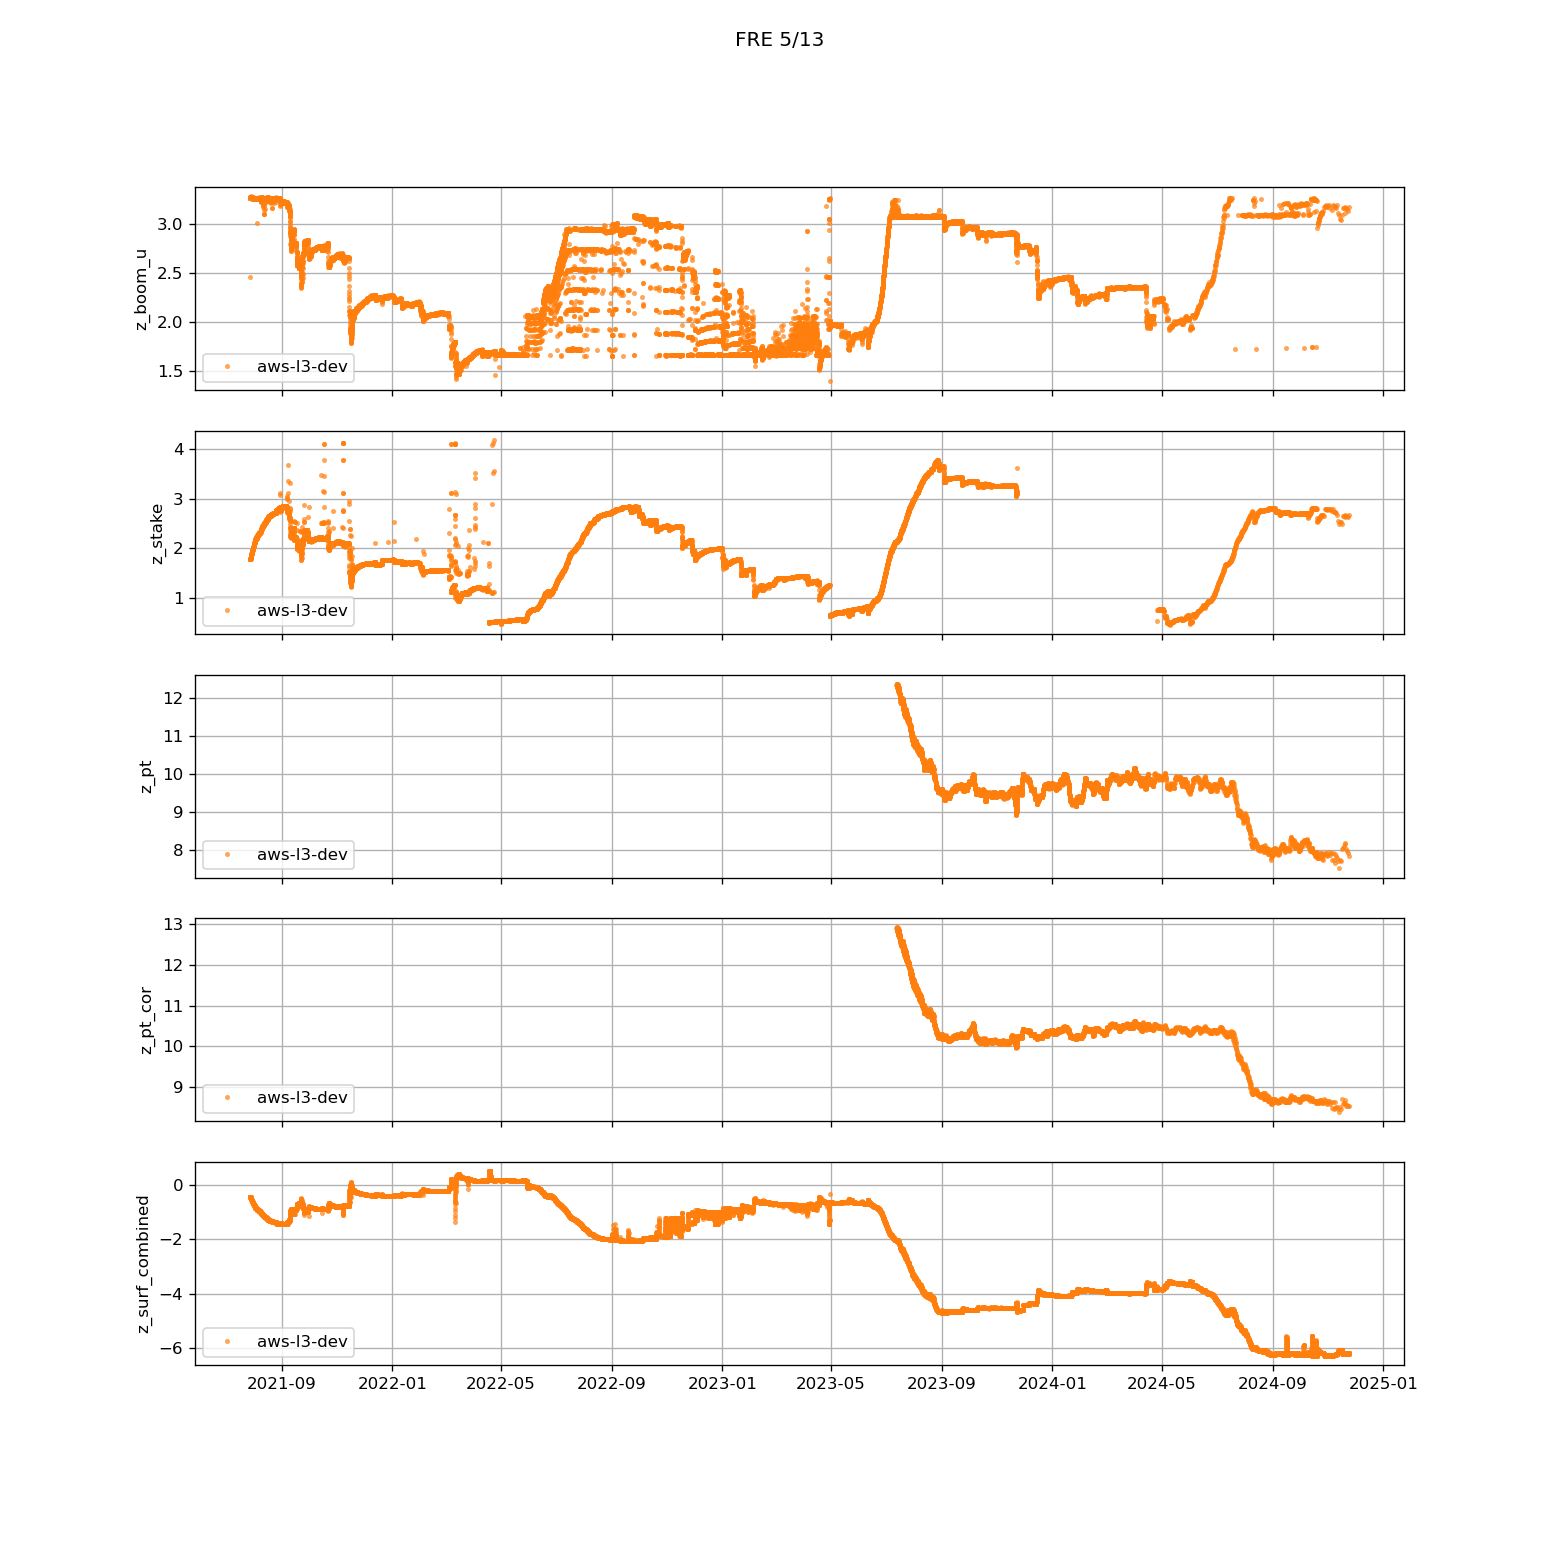 FRE 5/13
z_boom_u
3.0
2.5
2.0
1.5
aws-l3-dev
z_stake
4
3
2
1
aws-l3-dev
z_pt
12
11
10
9
8
aws-l3-dev
z_pt_cor
13
12
11
10
9
aws-l3-dev
z_surf_combined
0
−2
−4
−6
aws-l3-dev
2021-09 2022-01 2022-05 2022-09 2023-01 2023-05 2023-09 2024-01 2024-05 2024-09 2025-01